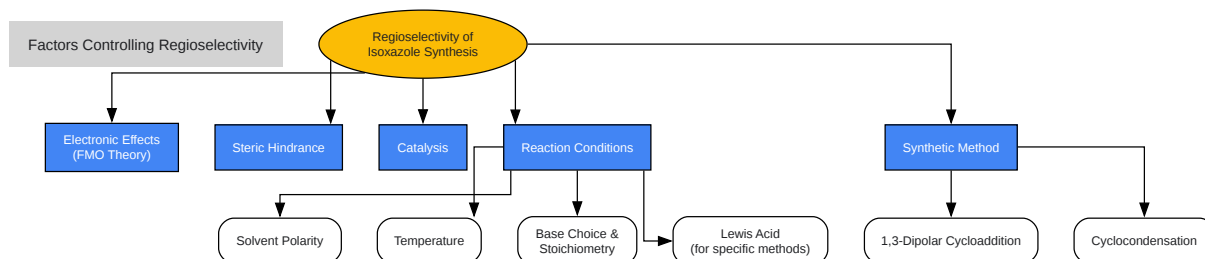 Factors Controlling Regioselectivity
Regioselectivity of
Isoxazole Synthesis
Electronic Effects
(FMO Theory)
Steric Hindrance
Catalysis
Reaction Conditions
Synthetic Method
Solvent Polarity
Temperature
Base Choice &
Stoichiometry
Lewis Acid
(for specific methods)
1,3-Dipolar Cycloaddition
Cyclocondensation